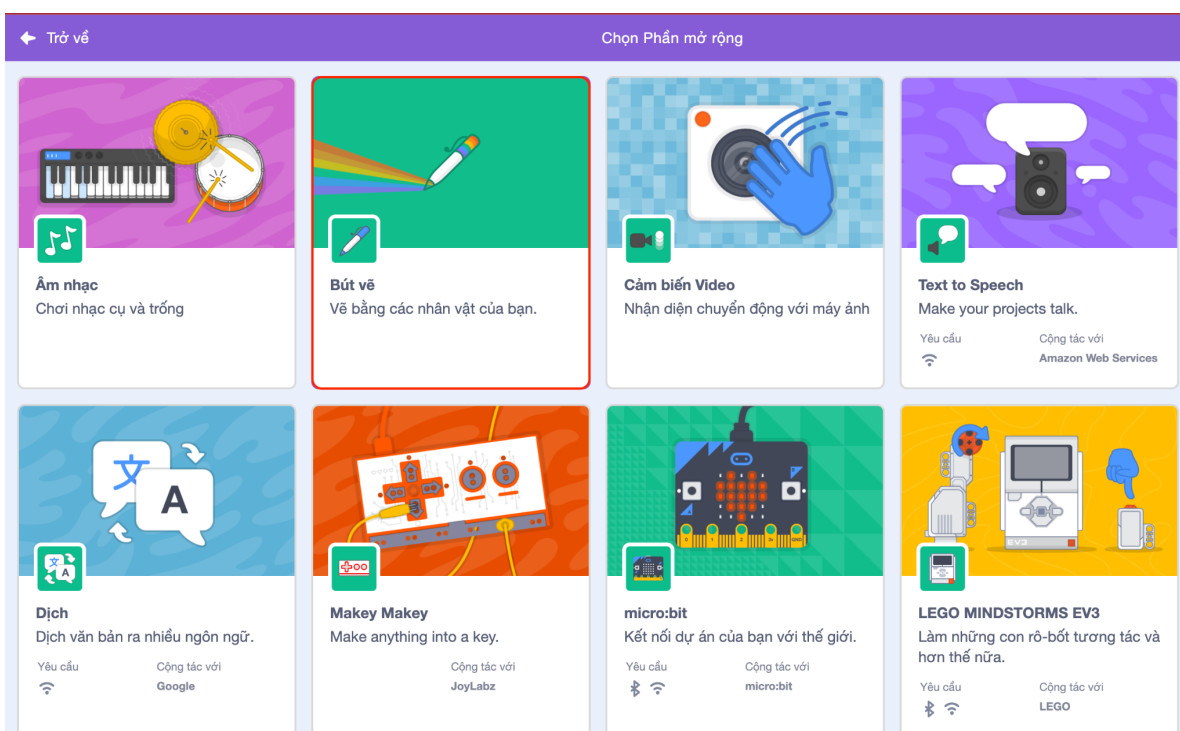 Trở về
Chọn Phần mở rộng
Âm nhạc
Chơi nhạc cụ và trống
Bút vẽ
Vẽ bằng các nhân vật của bạn.
Cảm biến Video
Nhận diện chuyển động với máy ảnh
Text to Speech
Make your projects talk.
Yêu cầu
Cộng tác với
Amazon Web Services
文
A
Dịch
Dịch văn bản ra nhiều ngôn ngữ.
Yêu cầu
Cộng tác với
Google
Makey Makey
Make anything into a key.
Cộng tác với
JoyLabz
micro:bit
Kết nối dự án của bạn với thế giới.
Yêu cầu
Cộng tác với
micro:bit
EV3
LEGO MINDSTORMS EV3
Làm những con rô-bốt tương tác và
hơn thế nữa.
Yêu cầu
Cộng tác với
LEGO